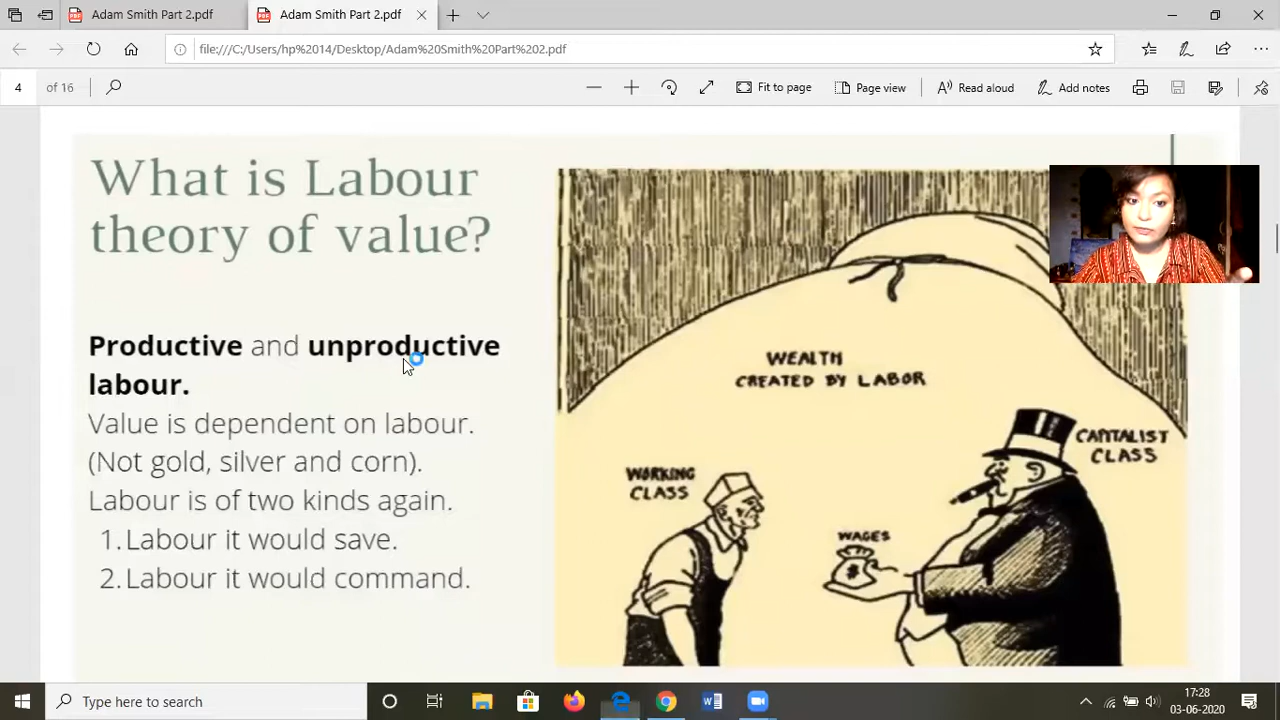 Adam Smith Part 2.pdf
Adam Smith Part 2.pdf
file:///C:/Users/hp%2014/Desktop/Adam%20Smith%20Part%202.pdf
4 of 16
Fit to page
Page view
Read aloud
Add notes
What is Labour
theory of value?
Productive and unproductive
labour.
Value is dependent on labour.
(Not gold, silver and corn).
Labour is of two kinds again.
1. Labour it would save.
2. Labour it would command.
WEALTH
CREATED BY LABOR
CAPITALIST
CLASS
WORKING
CLASS
WAGES
$
Type here to search
17:28
03-06-2020